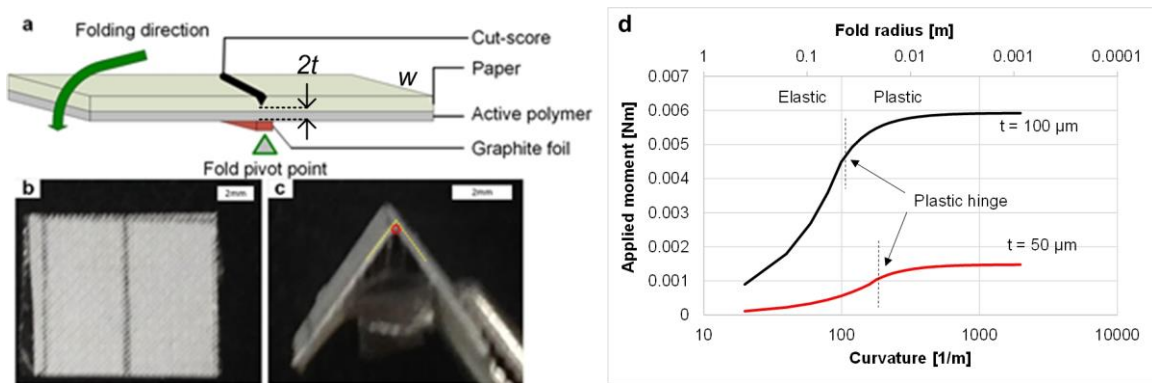 a
Folding direction
2t
w
Cut-score
Paper
Active polymer
Graphite foil
Fold pivot point
b
2mm
c
2mm
d
Fold radius [m]
1 0.1 0.01 0.001 0.0001
0.007
0.006
0.005
0.004
0.003
0.002
0.001
0
Applied moment [Nm]
Elastic Plastic
t = 100 µm
Plastic hinge
t = 50 µm
10 100 1000 10000
Curvature [1/m]